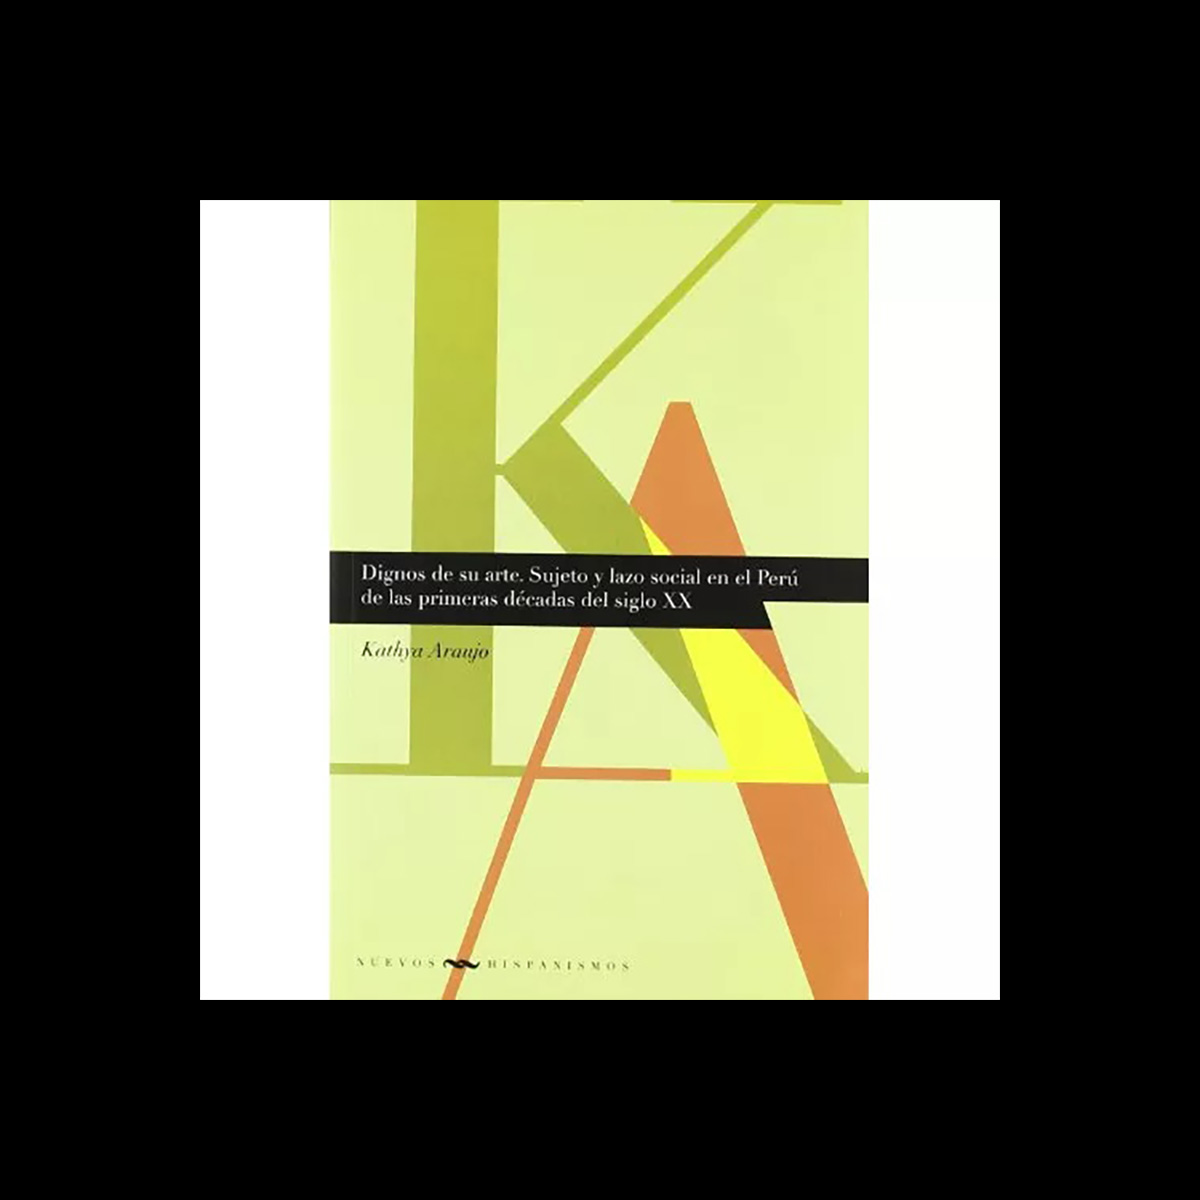 Dignos de su arte. Sujeto y lazo social en el Perú
de las primeras décadas del siglo XX
Kathya Araujo
NUEVOS HISPANISMOS
KA